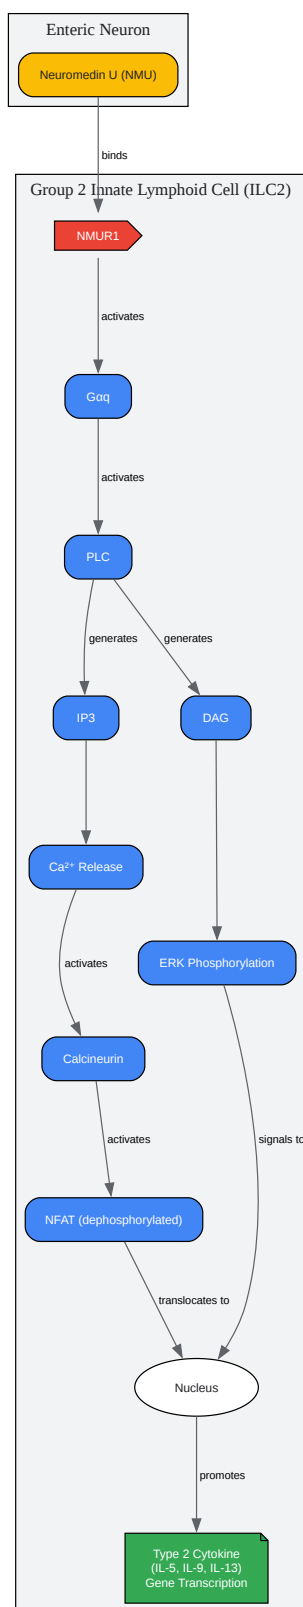 Enteric Neuron
Neuromedin U (NMU)
binds
Group 2 Innate Lymphoid Cell (ILC2)
NMUR1
activates
Gαq
activates
PLC
generates
generates
IP3
DAG
Ca²⁺ Release
activates
ERK Phosphorylation
Calcineurin
activates
signals to
NFAT (dephosphorylated)
translocates to
Nucleus
promotes
Type 2 Cytokine
(IL-5, IL-9, IL-13)
Gene Transcription